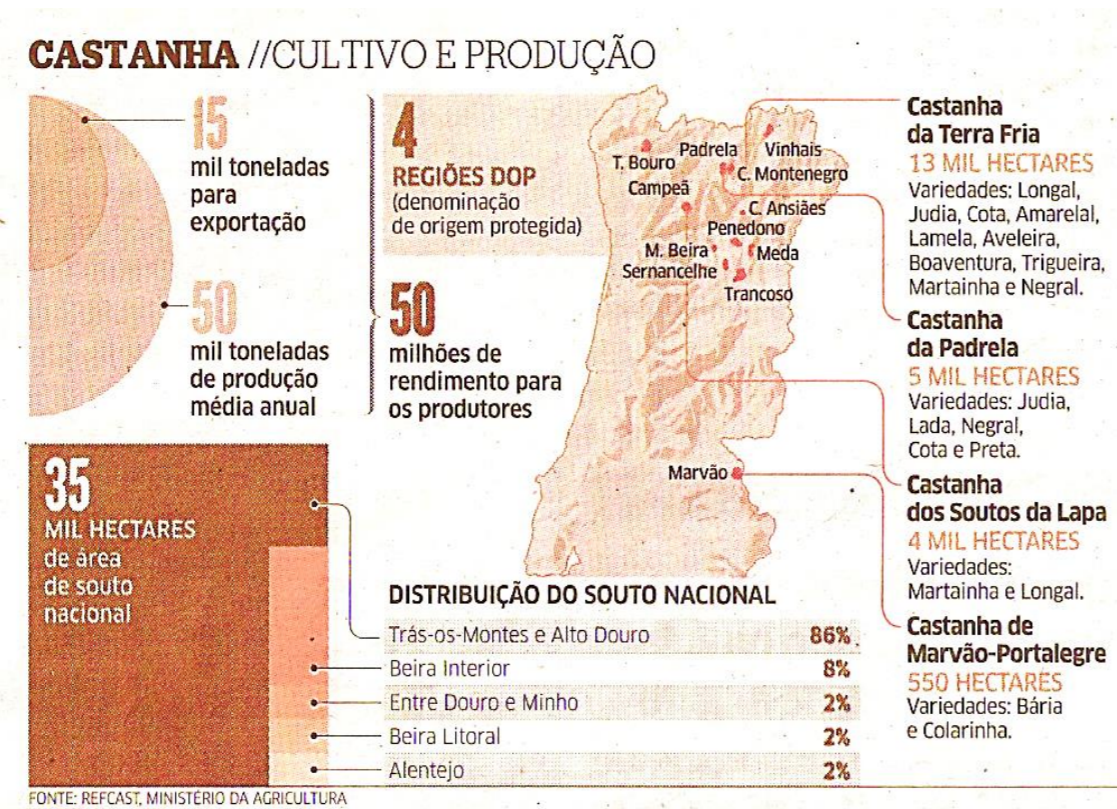 CASTANHA //CULTIVO E PRODUÇÃO
15
mil toneladas
para
exportação
50
mil toneladas
de produção
média anual
4
REGIÕES DOP
(denominação
de origem protegida)
50
milhões de
rendimento para
os produtores
T. Bouro
Padrela
Vinhais
C. Montenegro
Campeã
C. Ansiães
Penedono
M. Beira
Meda
Sernancelhe
Trancoso
Marvão
Castanha
da Terra Fria
13 MIL HECTARES
Variedades: Longal,
Judia, Cota, Amarelal,
Lamela, Aveleira,
Boaventura, Trigueira,
Martainha e Negral.
Castanha
da Padrela
5 MIL HECTARES
Variedades: Judia,
Lada, Negral,
Cota e Preta.
Castanha
dos Soutos da Lapa
4 MIL HECTARES
Variedades:
Martainha e Longal.
Castanha de
Marvão-Portalegre
550 HECTARES
Variedades: Bária
e Colarinha.
35
MIL HECTARES
de área
de souto
nacional
DISTRIBUIÇÃO DO SOUTO NACIONAL
Trás-os-Montes e Alto Douro 86%
Beira Interior 8%
Entre Douro e Minho 2%
Beira Litoral 2%
Alentejo 2%
FONTE: REFCAST, MINISTÉRIO DA AGRICULTURA